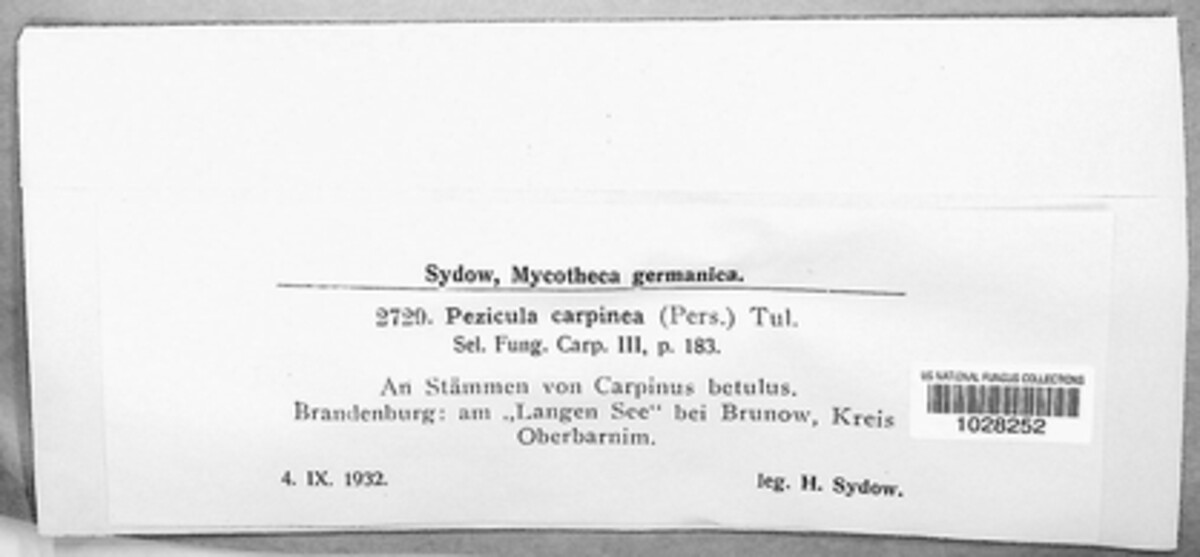 Sydow, Mycotheca germanica.
2729. Pezicula carpinea (Pers.) Tul.
Sel. Fung. Carp. III, p. 183.
An Stämmen von Carpinus betulus.
Brandenburg: am „Langen See“ bei Brunow, Kreis
Oberbarnim.
4. IX. 1932. leg. H. Sydow.
US NATIONAL FUNGUS COLLECTIONS
1028252